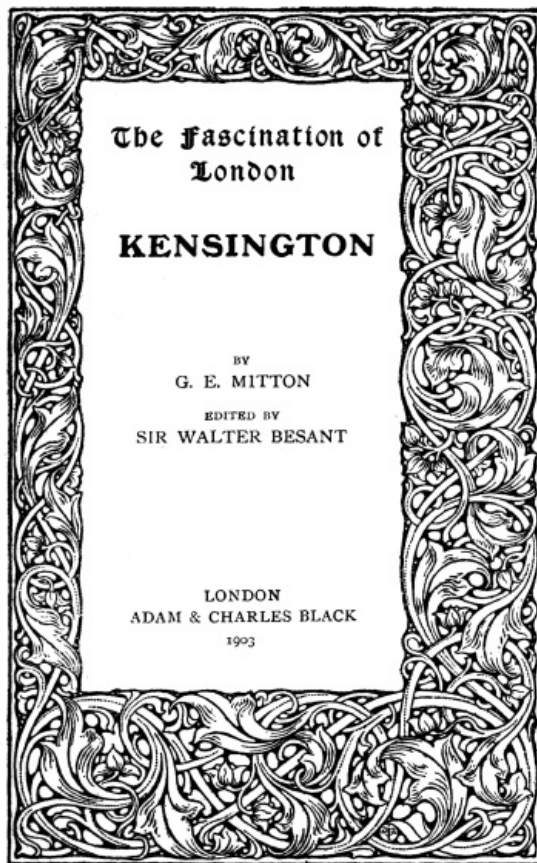 The Fascination of
London
KENSINGTON
BY
G. E. MITTON
EDITED BY
SIR WALTER BESANT
LONDON
ADAM & CHARLES BLACK
1903